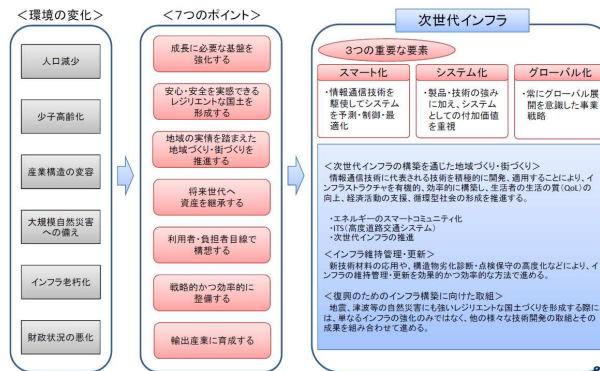 ＜環境の変化＞
人口減少
少子高齢化
産業構造の変容
大規模自然災害
への備え
インフラ老朽化
財政状況の悪化
＜７つのポイント＞
成長に必要な基盤を
強化する
安心・安全を実感できる
レジリエントな国土を
形成する
地域の実情を踏まえた
地域づくり・街づくりを
推進する
将来世代へ
資産を継承する
利用者・負担者目線で
構想する
戦略的かつ効率的に
整備する
輸出産業に育成する
次世代インフラ
３つの重要な要素
スマート化
・情報通信技術を
駆使してシステム
を予測・制御・最
適化
システム化
・製品・技術の強み
に加え、システム
としての付加価値
を重視
グローバル化
・常にグローバル展
開を意識した事業
戦略
＜次世代インフラの構築を通じた地域づくり・街づくり＞
情報通信技術に代表される技術を積極的に開発、適用することにより、イ
ンフラストラクチャを有機的、効率的に構築し、生活者の生活の質(QoL)の
向上、経済活動の支援、循環型社会の形成を推進する。
・エネルギーのスマートコミュニティ化
・ITS(高度道路交通システム)
・次世代インフラの推進
＜インフラ維持管理・更新＞
新技術材料の応用や、構造物劣化診断・点検保守の高度化などにより、イ
ンフラの維持管理・更新を効果的かつ効率的な方法で進める。
＜復興のためのインフラ構築に向けた取組＞
地震、津波等の自然災害にも強いレジリエントな国土づくりを形成する際に
は、単なるインフラの強化のみではなく、他の様々な技術開発の取組とその
成果を組み合わせて進める。